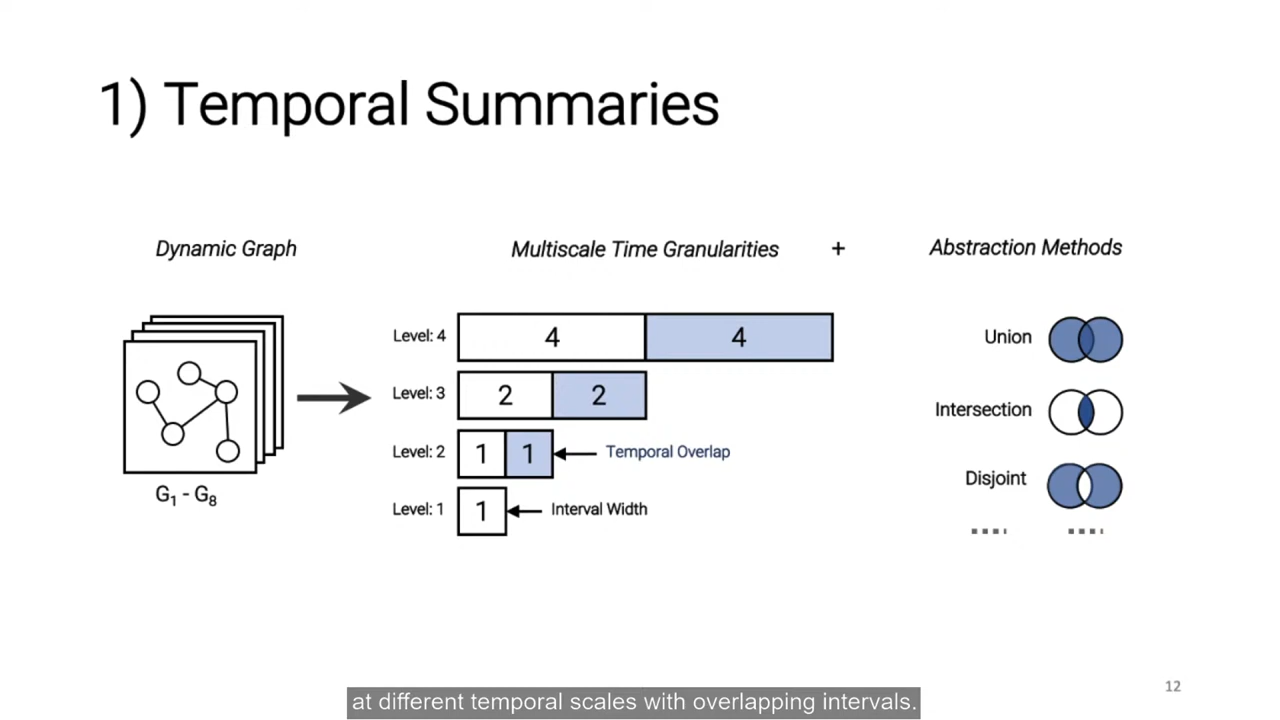 1) Temporal Summaries
Dynamic Graph
Multiscale Time Granularities
+
Abstraction Methods
Level: 4
4
4
Level: 3
2
2
Level: 2
1
1
Temporal Overlap
Level: 1
1
Interval Width
G1 - G8
Union
Intersection
Disjoint
at different temporal scales with overlapping intervals.
12